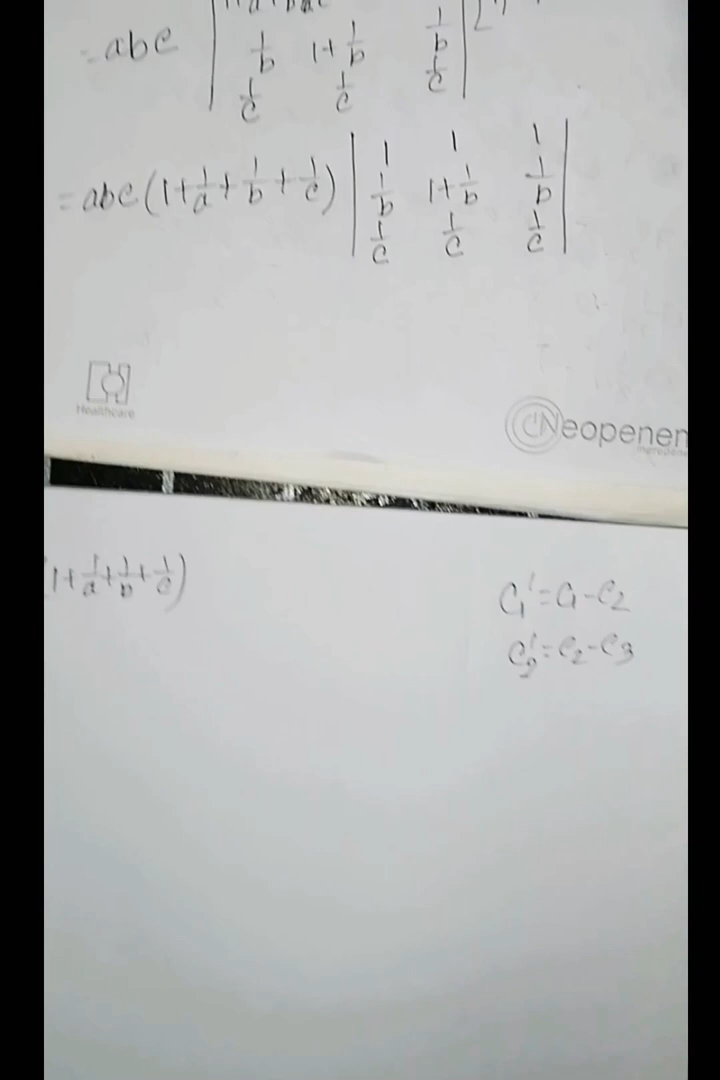 = abc | 1/b 1+1/b 1/b |
1/c 1/c 1/c
= abc(1+1/a+1/b+1/c) | 1 1 1 |
1/b 1+1/b 1/b
1/c 1/c 1/c
Healthcare
Neopenen
(1+1/a+1/b+1/c)
C₁' = C₁-C₂
C₂' = C₂-C₃